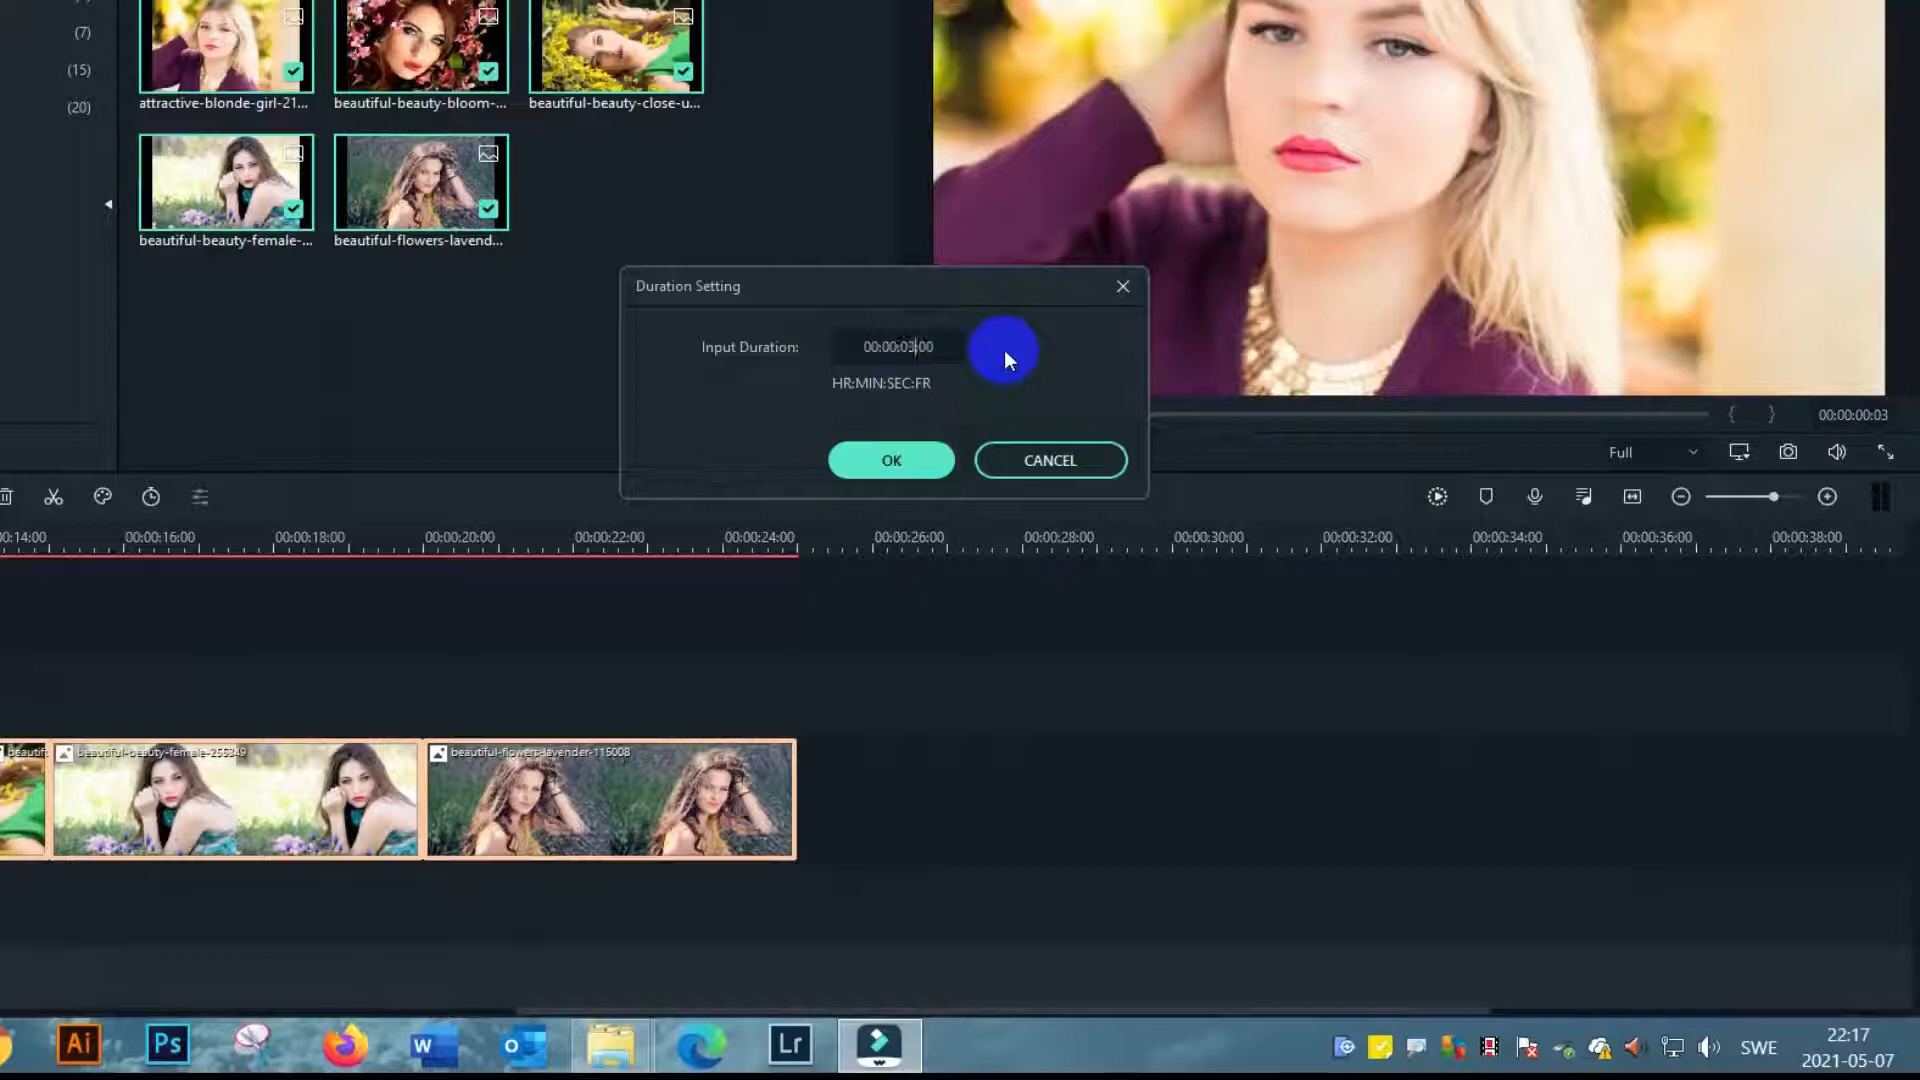 (7)
(15)
(20)
attractive-blonde-girl-21...
beautiful-beauty-bloom-...
beautiful-beauty-close-u...
beautiful-beauty-female-...
beautiful-flowers-lavend...
Duration Setting
Input Duration:
00:00:03:00
HR:MIN:SEC:FR
OK
CANCEL
{ }
00:00:00:03
Full
0:14:00
00:00:16:00
00:00:18:00
00:00:20:00
00:00:22:00
00:00:24:00
00:00:26:00
00:00:28:00
00:00:30:00
00:00:32:00
00:00:34:00
00:00:36:00
00:00:38:00
beautif
beautiful-beauty-female-256349
beautiful-flowers-lavender-115008
Ai
Ps
W
O
Lr
SWE
22:17
2021-05-07